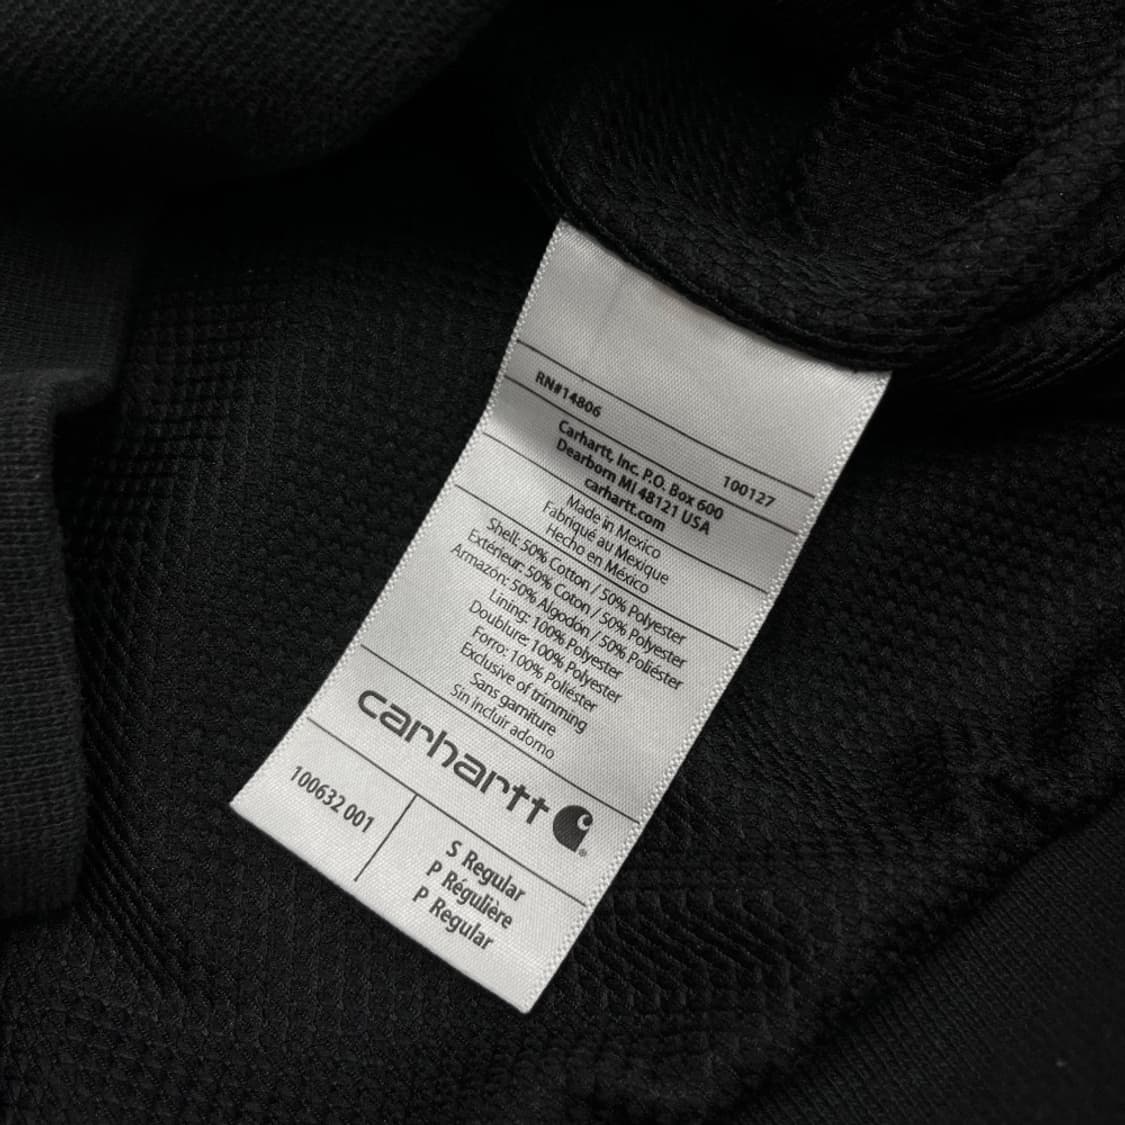 RN#14806 100127
Carhartt, Inc. P.O. Box 600
Dearborn MI 48121 USA
carhartt.com
Made in Mexico
Fabriqué au Mexique
Hecho en México
Shell: 50% Cotton / 50% Polyester
Extérieur: 50% Coton / 50% Polyester
Armazón: 50% Algodón / 50% Poliéster
Lining: 100% Polyester
Doublure: 100% Polyester
Forro: 100% Poliéster
Exclusive of trimming
Sans garniture
Sin incluir adorno
carhartt
100632 001
S Regular
P Régulière
P Regular